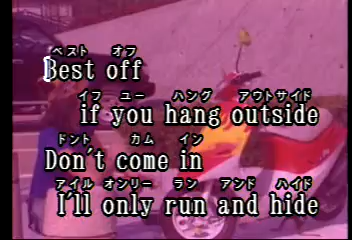 ベスト オフ
Best off
イフ ユー ハング アウトサイド
if you hang outside
ドント カム イン
Don't come in
アイル オンリー ラン アンド ハイド
I'll only run and hide